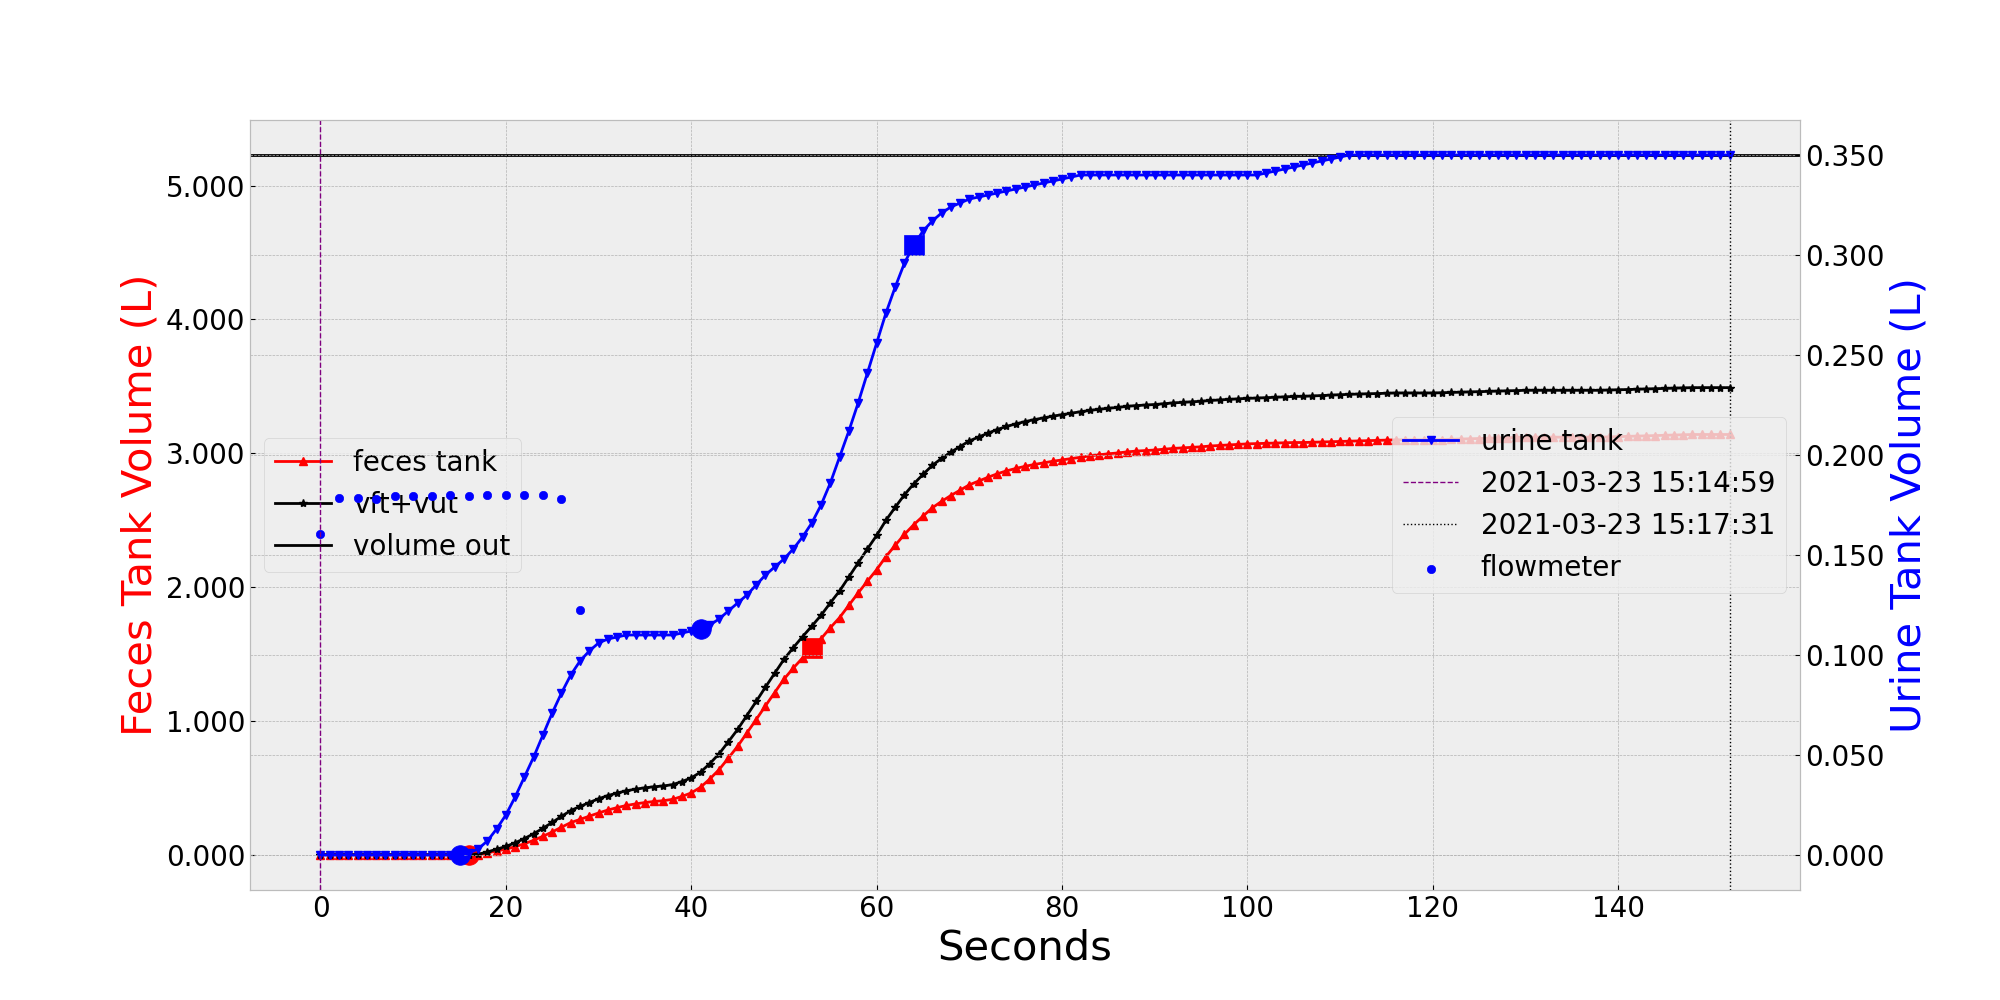 Feces Tank Volume (L)
5.000
4.000
3.000
2.000
1.000
0.000
feces tank
vft+vut
volume out
0.350
0.300
0.250
0.200
0.150
0.100
0.050
0.000
Urine Tank Volume (L)
urine tank
2021-03-23 15:14:59
2021-03-23 15:17:31
flowmeter
0 20 40 60 80 100 120 140
Seconds